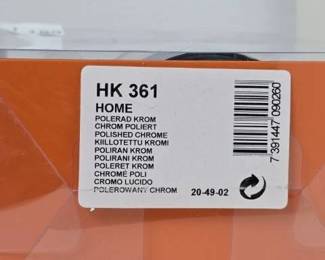 HK 361
HOME
POLERAD KROM
CHROM POLIERT
POLISHED CHROME
KIILLOTETTU KROMI
POLIRAN KROM
POLIRANI KROM
POLERET KROM
CHROMÉ POLI
CROMO LUCIDO
POLEROWANY CHROM
20-49-02
7 391447 090260